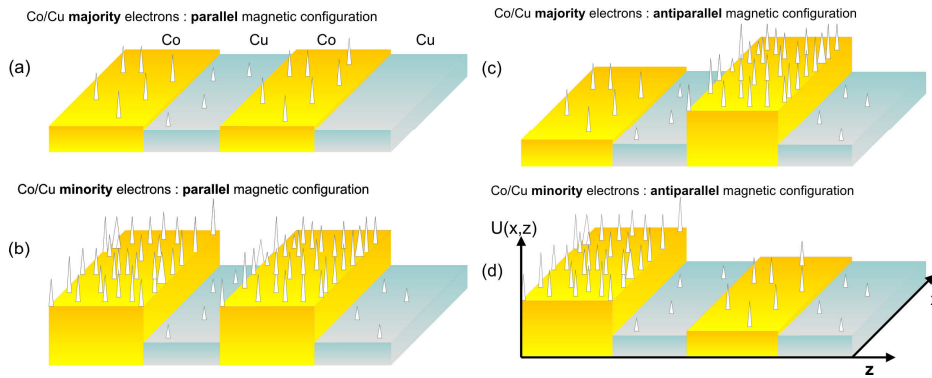 Co/Cu majority electrons : parallel magnetic configuration
Co Cu Co Cu
(a)
Co/Cu minority electrons : parallel magnetic configuration
(b)
Co/Cu majority electrons : antiparallel magnetic configuration
(c)
Co/Cu minority electrons : antiparallel magnetic configuration
U(x,z)
(d)
z